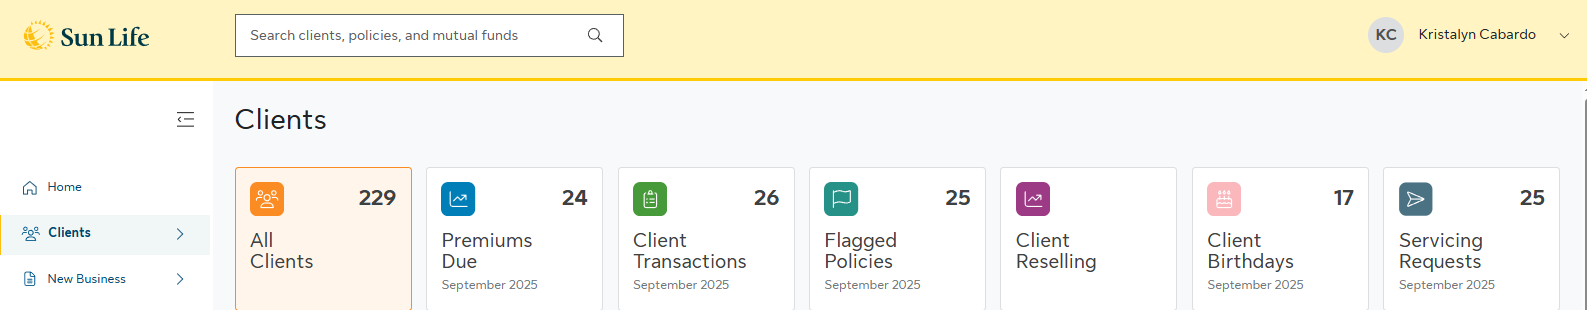 Sun Life
Search clients, policies, and mutual funds
KC
Kristalyn Cabardo
Clients
Home
Clients
New Business
229
All
Clients
24
Premiums
Due
September 2025
26
Client
Transactions
September 2025
25
Flagged
Policies
September 2025
Client
Reselling
17
Client
Birthdays
September 2025
25
Servicing
Requests
September 2025